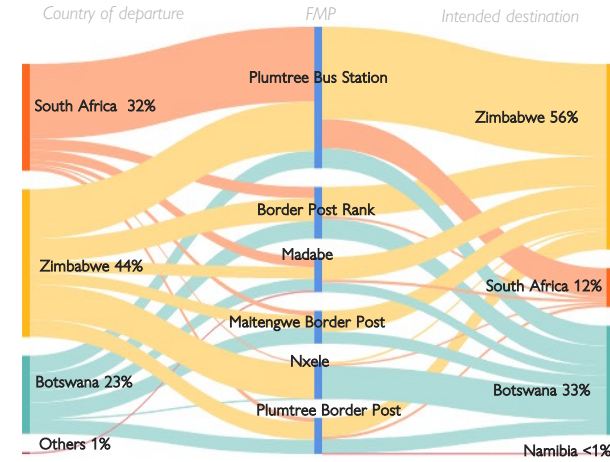 Country of departure
FMP
Intended destination
Plumtree Bus Station
South Africa 32%
Zimbabwe 56%
Border Post Rank
Madabe
Zimbabwe 44%
South Africa 12%
Maitengwe Border Post
Nxele
Botswana 23%
Botswana 33%
Plumtree Border Post
Others 1%
Namibia <1%